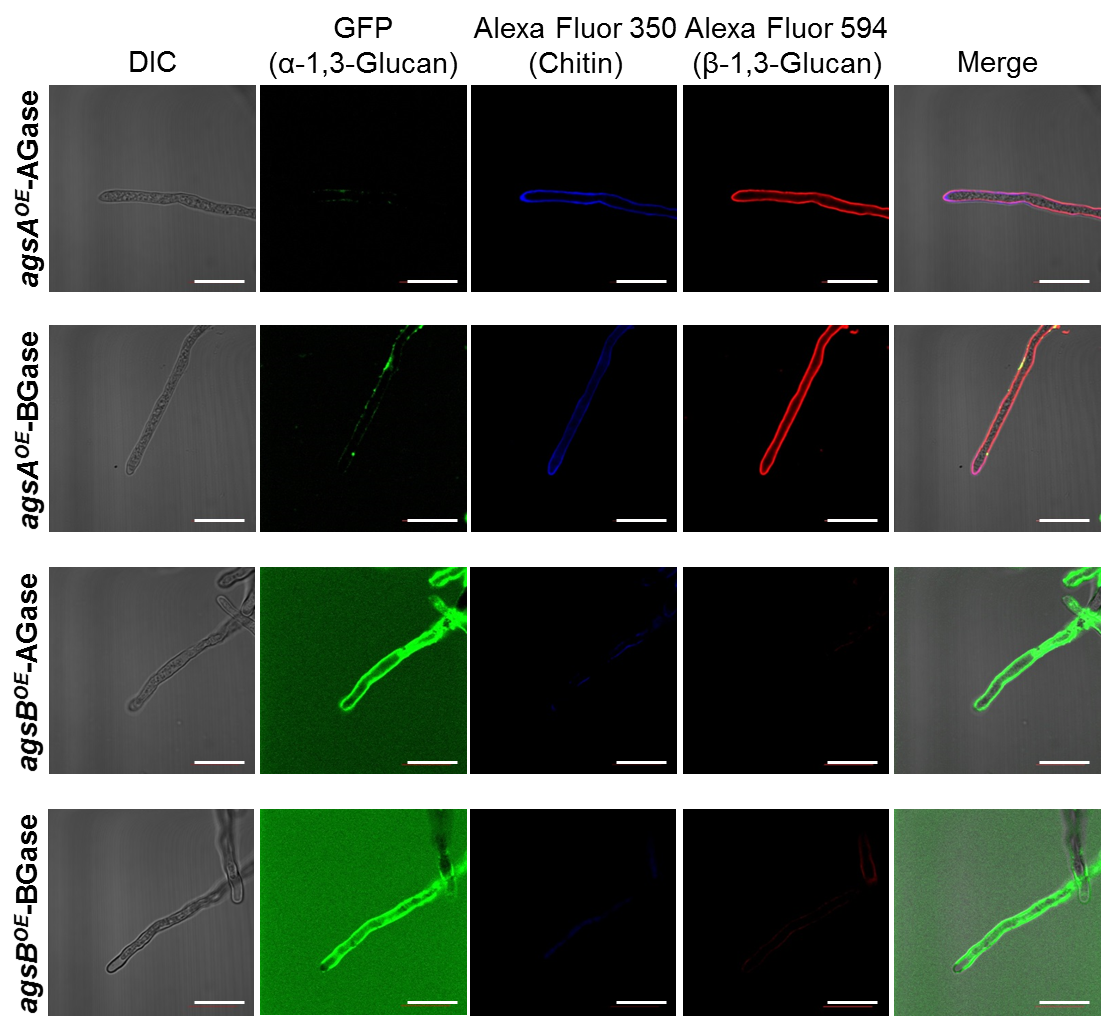 DIC
GFP
(α-1,3-Glucan)
Alexa Fluor 350
(Chitin)
Alexa Fluor 594
(β-1,3-Glucan)
Merge
agsA^OE-AGase
agsA^OE-BGase
agsB^OE-AGase
agsB^OE-BGase